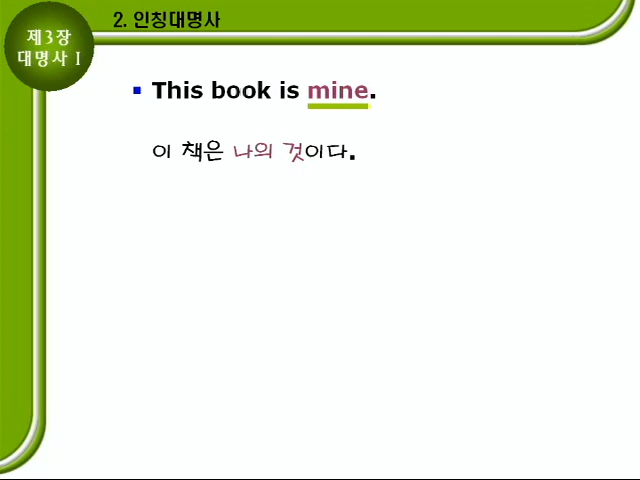 2. 인칭대명사
제3장
대명사 I
This book is mine.
이 책은 나의 것이다.